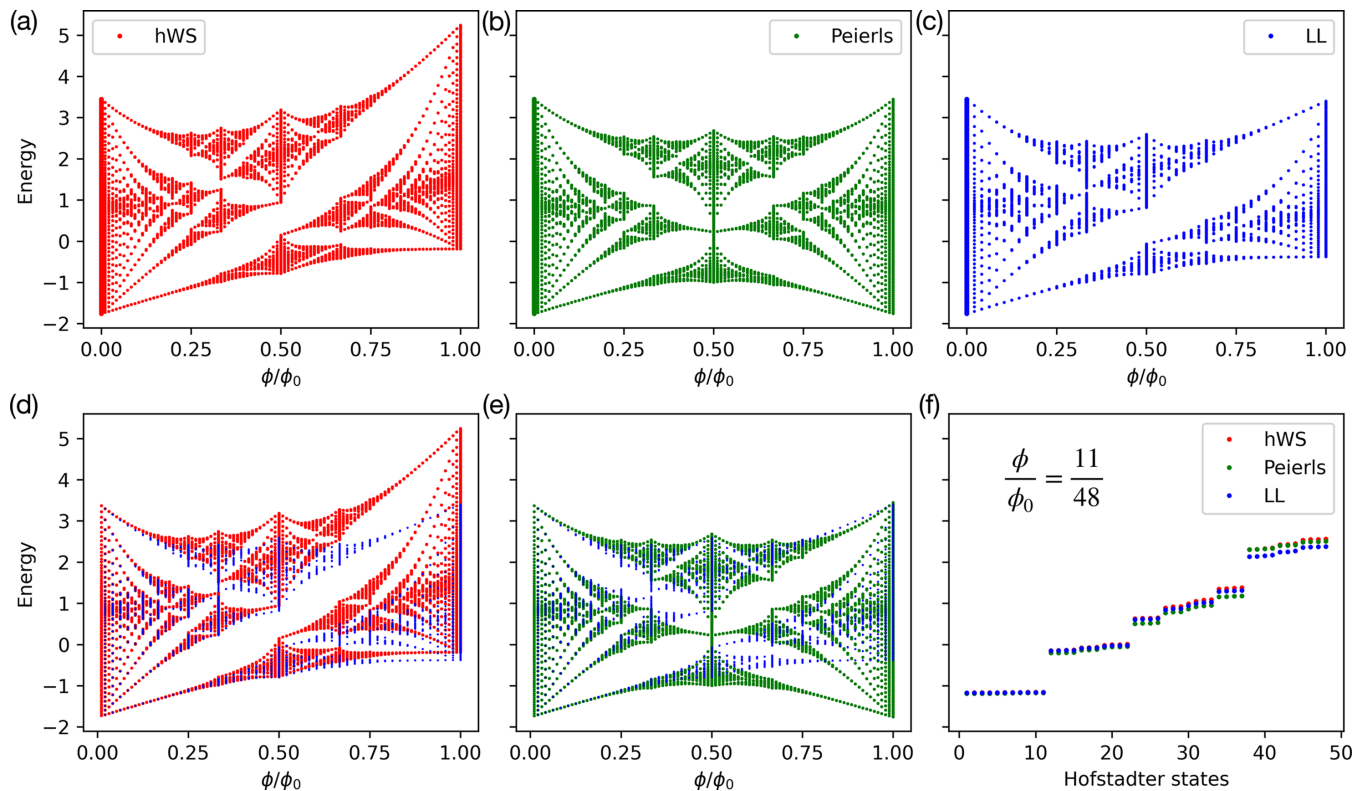 (a)
hWS
Energy
5
4
3
2
1
0
−1
−2
0.00 0.25 0.50 0.75 1.00
ϕ/ϕ₀
(b)
Peierls
0.00 0.25 0.50 0.75 1.00
ϕ/ϕ₀
(c)
LL
0.00 0.25 0.50 0.75 1.00
ϕ/ϕ₀
(d)
Energy
5
4
3
2
1
0
−1
−2
0.00 0.25 0.50 0.75 1.00
ϕ/ϕ₀
(e)
0.00 0.25 0.50 0.75 1.00
ϕ/ϕ₀
(f)
hWS
Peierls
LL
ϕ/ϕ₀ = 11/48
0 10 20 30 40 50
Hofstadter states